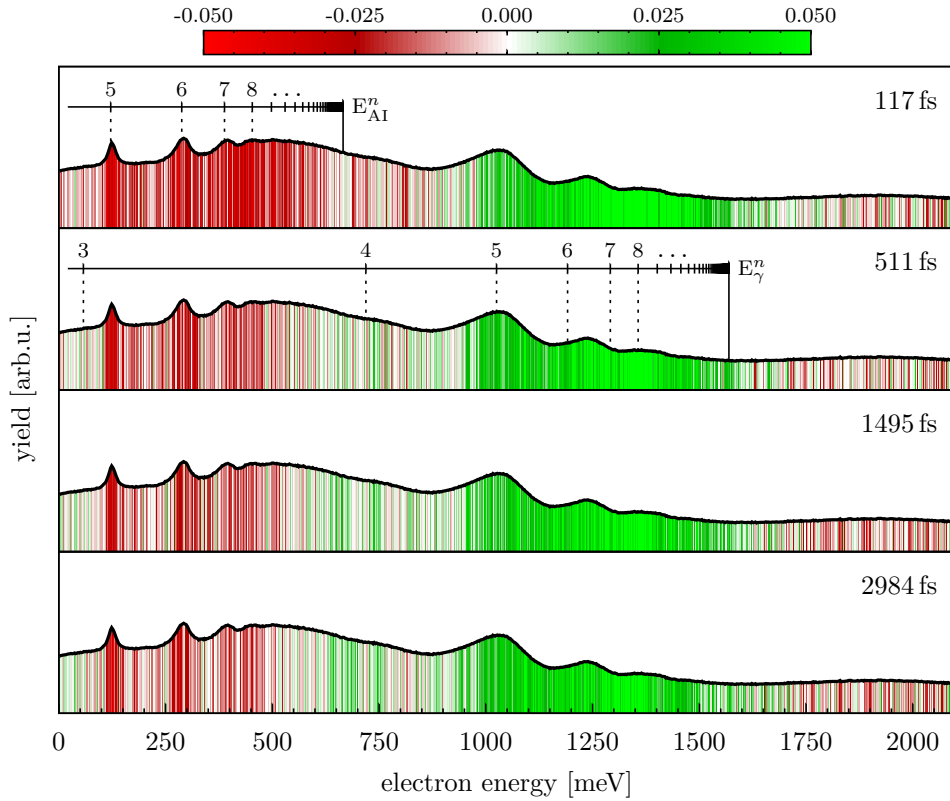 -0.050 -0.025 0.000 0.025 0.050
117 fs
5 6 7 8 . . . E^n_AI
511 fs
3 4 5 6 7 8 . . . E^n_γ
1495 fs
2984 fs
yield [arb.u.]
0 250 500 750 1000 1250 1500 1750 2000
electron energy [meV]